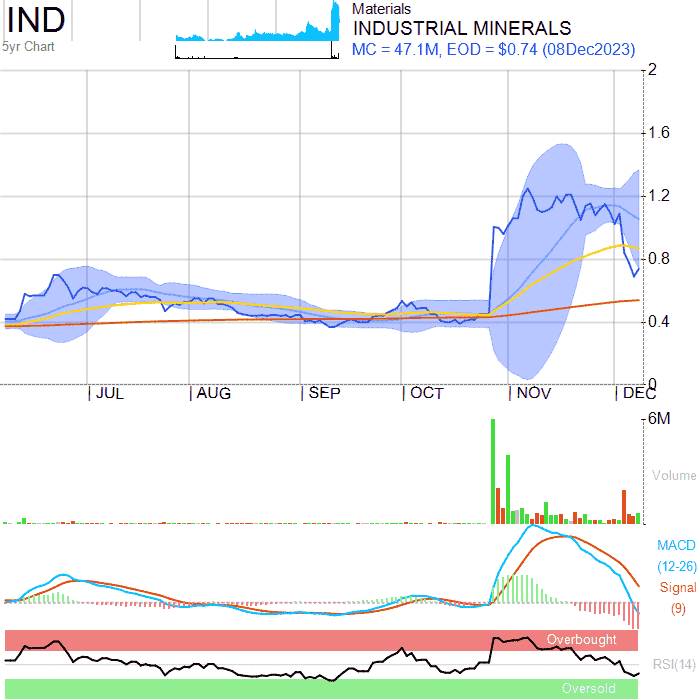 IND
5yr Chart
Materials
INDUSTRIAL MINERALS
MC = 47.1M, EOD = $0.74 (08Dec2023)
2
1.6
1.2
0.8
0.4
0
JUL AUG SEP OCT NOV DEC
6M
Volume
MACD
(12-26)
Signal
(9)
Overbought
RSI(14)
Oversold